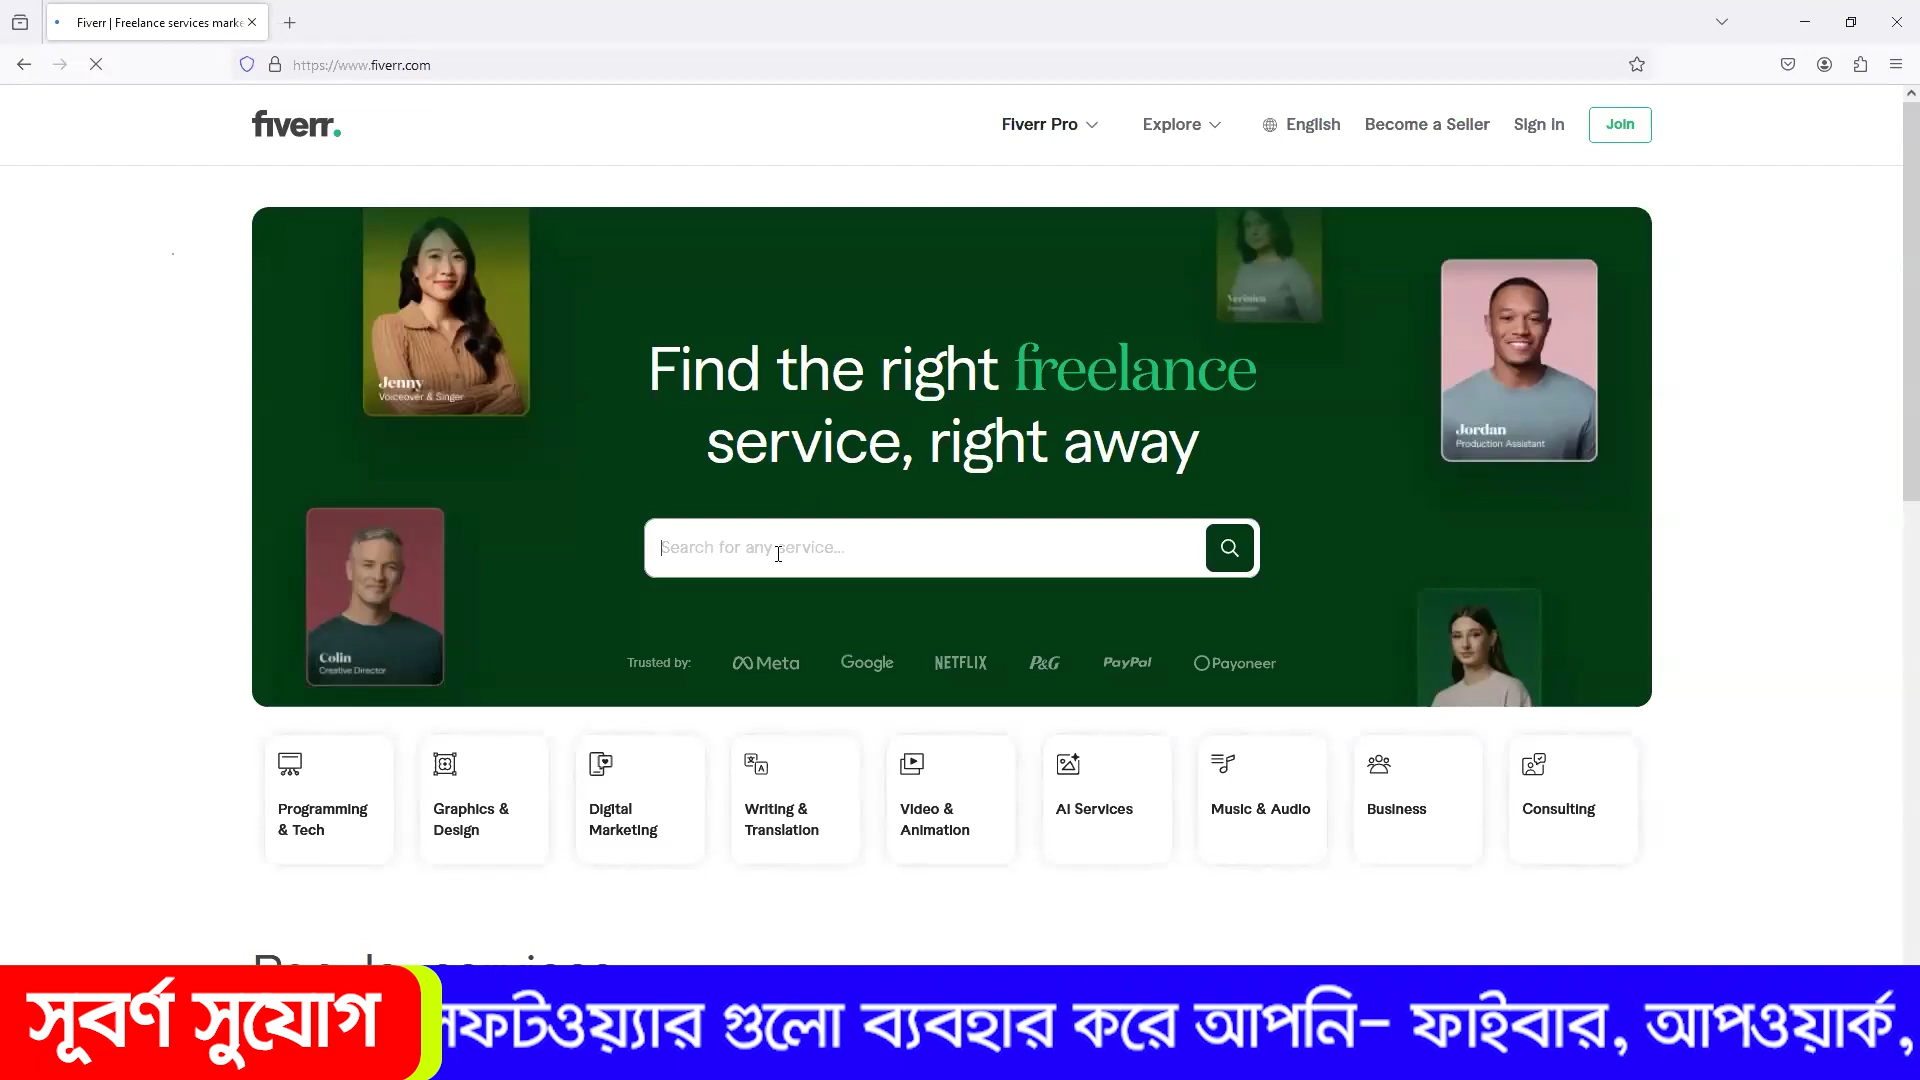 Fiverr | Freelance services marke
https://www.fiverr.com
fiverr.
Fiverr Pro
Explore
English
Become a Seller
Sign in
Join
Jenny
Voiceover & Singer
Veronica
Jordan
Production Assistant
Find the right freelance
service, right away
Search for any service...
Colin
Creative Director
Trusted by:
Meta
Google
NETFLIX
P&G
PayPal
Payoneer
Programming
& Tech
Graphics &
Design
Digital
Marketing
Writing &
Translation
Video &
Animation
AI Services
Music & Audio
Business
Consulting
সূবর্ণ সুযোগ
সফটওয়্যার গুলো ব্যবহার করে আপনি- ফাইবার, আপওয়ার্ক,